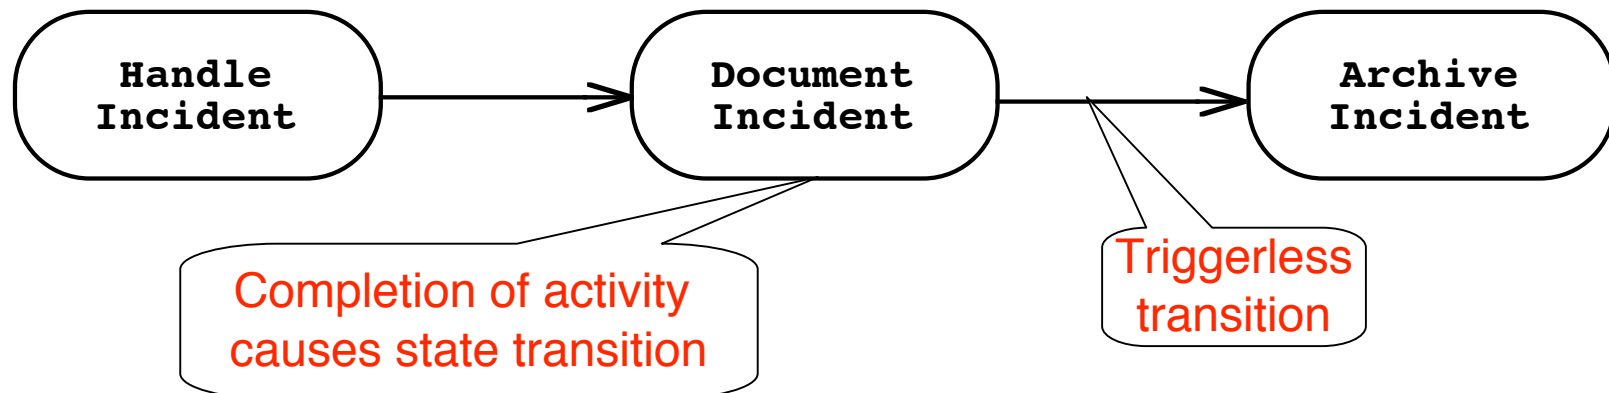 Handle
Incident
Document
Incident
Archive
Incident
Completion of activity
causes state transition
Triggerless
transition